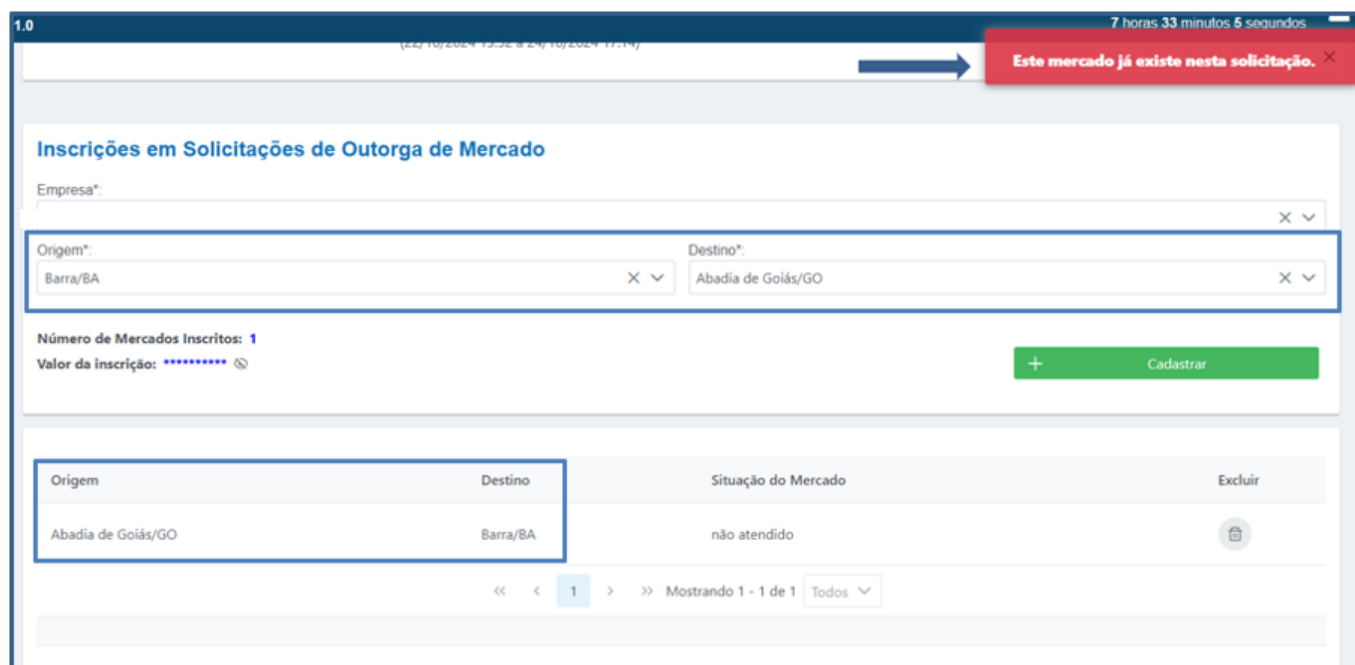 1.0
7 horas 33 minutos 5 segundos
Este mercado já existe nesta solicitação.
Inscrições em Solicitações de Outorga de Mercado
Empresa*:
Origem*:
Destino*:
Barra/BA
Abadia de Goiás/GO
Número de Mercados Inscritos: 1
Valor da inscrição: **********
+ Cadastrar
Origem Destino Situação do Mercado Excluir
Abadia de Goiás/GO Barra/BA não atendido
<< < 1 > >> Mostrando 1 - 1 de 1 Todos